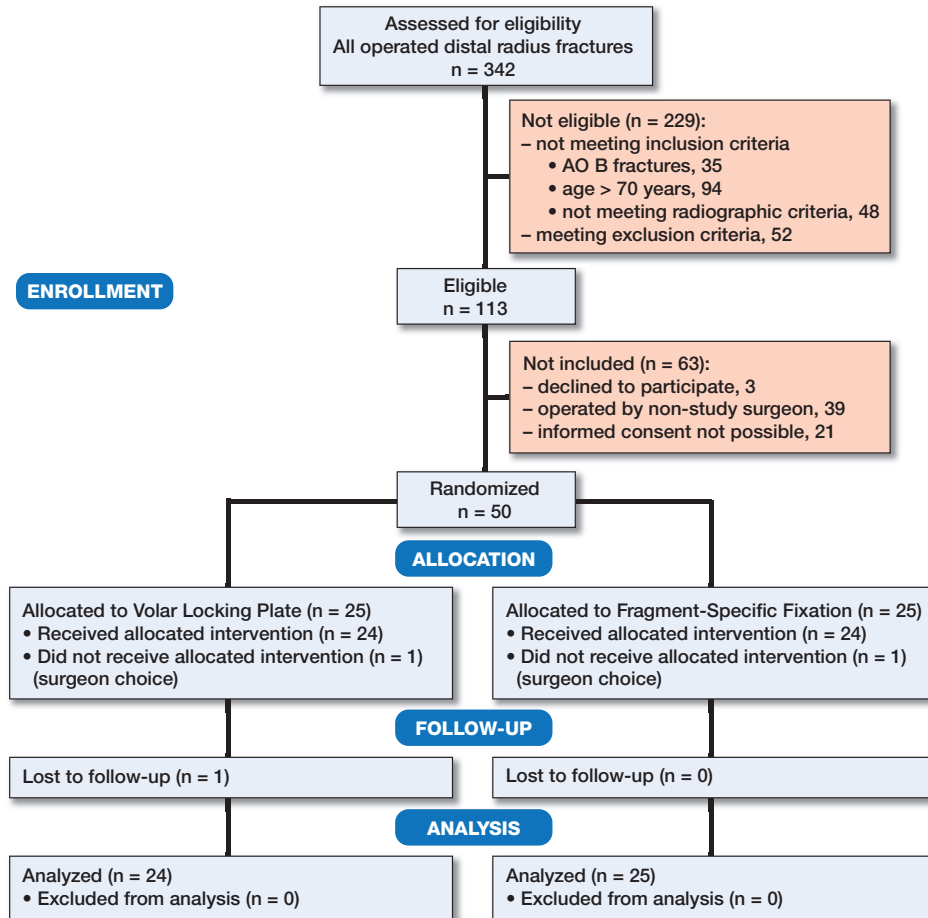 Assessed for eligibility
All operated distal radius fractures
n = 342
Not eligible (n = 229):
– not meeting inclusion criteria
• AO B fractures, 35
• age > 70 years, 94
• not meeting radiographic criteria, 48
– meeting exclusion criteria, 52
ENROLLMENT
Eligible
n = 113
Not included (n = 63):
– declined to participate, 3
– operated by non-study surgeon, 39
– informed consent not possible, 21
Randomized
n = 50
ALLOCATION
Allocated to Volar Locking Plate (n = 25)
• Received allocated intervention (n = 24)
• Did not receive allocated intervention (n = 1)
(surgeon choice)
Allocated to Fragment-Specific Fixation (n = 25)
• Received allocated intervention (n = 24)
• Did not receive allocated intervention (n = 1)
(surgeon choice)
FOLLOW-UP
Lost to follow-up (n = 1)
Lost to follow-up (n = 0)
ANALYSIS
Analyzed (n = 24)
• Excluded from analysis (n = 0)
Analyzed (n = 25)
• Excluded from analysis (n = 0)